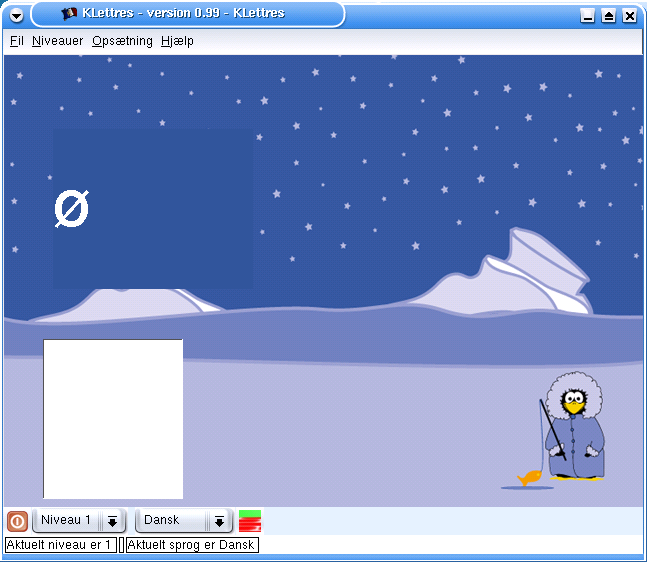 KLettres - version 0.99 - KLettres
Fil Niveauer Opsætning Hjælp
Ø
Niveau 1 Dansk
Aktuelt niveau er 1 Aktuelt sprog er Dansk